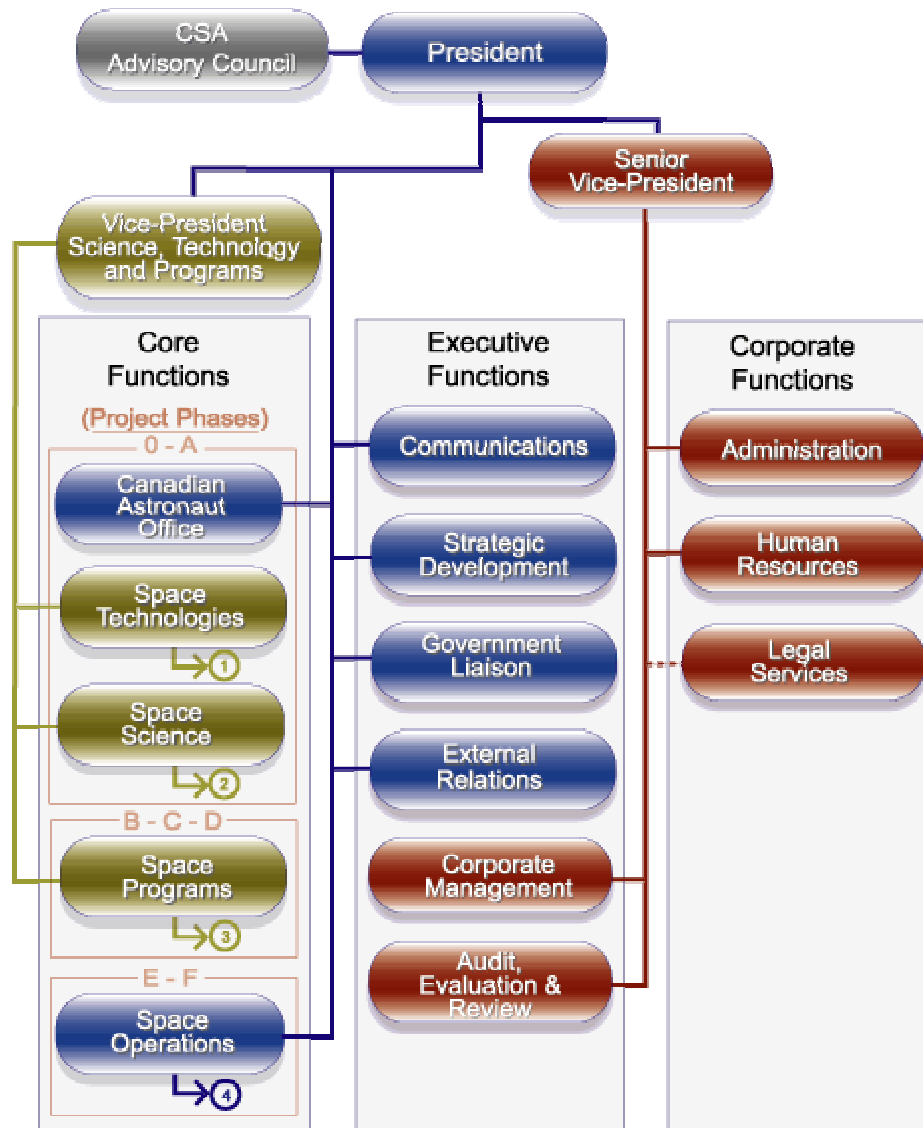 CSA
Advisory Council
President
Senior
Vice-President
Vice-President
Science, Technology
and Programs
Core
Functions
(Project Phases)
0 - A
Canadian
Astronaut
Office
Space
Technologies
1
Space
Science
2
B - C - D
Space
Programs
3
E - F
Space
Operations
4
Executive
Functions
Communications
Strategic
Development
Government
Liaison
External
Relations
Corporate
Management
Audit,
Evaluation &
Review
Corporate
Functions
Administration
Human
Resources
Legal
Services